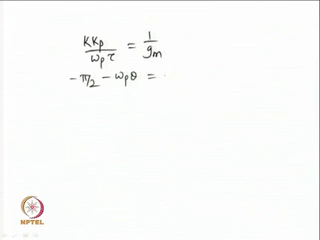 KKp/ωpτ = 1/gm
-π/2 - ωpθ =
NPTEL